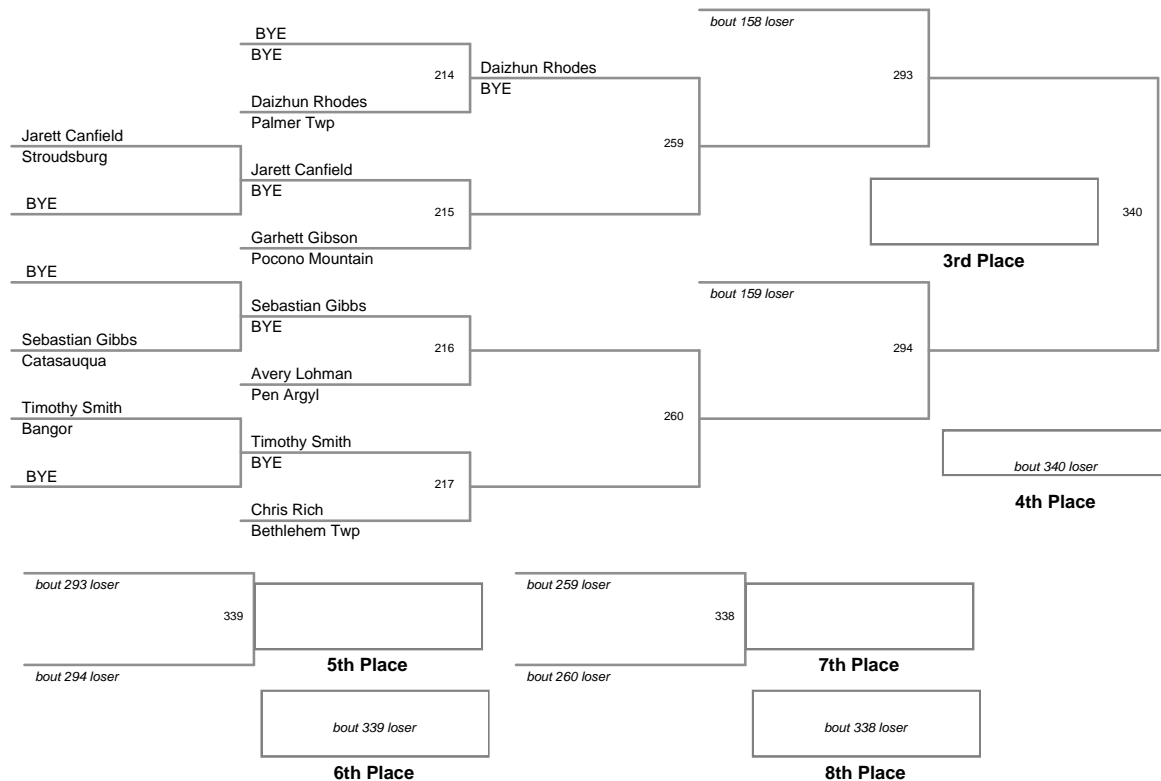 bout 158 loser
BYE
BYE
214
Daizhun Rhodes
BYE
293
Daizhun Rhodes
Palmer Twp
Jarett Canfield
Stroudsburg
259
Jarett Canfield
BYE
BYE
215
340
Garhett Gibson
Pocono Mountain
3rd Place
BYE
bout 159 loser
Sebastian Gibbs
BYE
Sebastian Gibbs
Catasauqua
216
294
Avery Lohman
Pen Argyl
Timothy Smith
Bangor
260
Timothy Smith
BYE
BYE
217
bout 340 loser
4th Place
Chris Rich
Bethlehem Twp
bout 293 loser
339
bout 294 loser
5th Place
bout 339 loser
6th Place
bout 259 loser
338
bout 260 loser
7th Place
bout 338 loser
8th Place